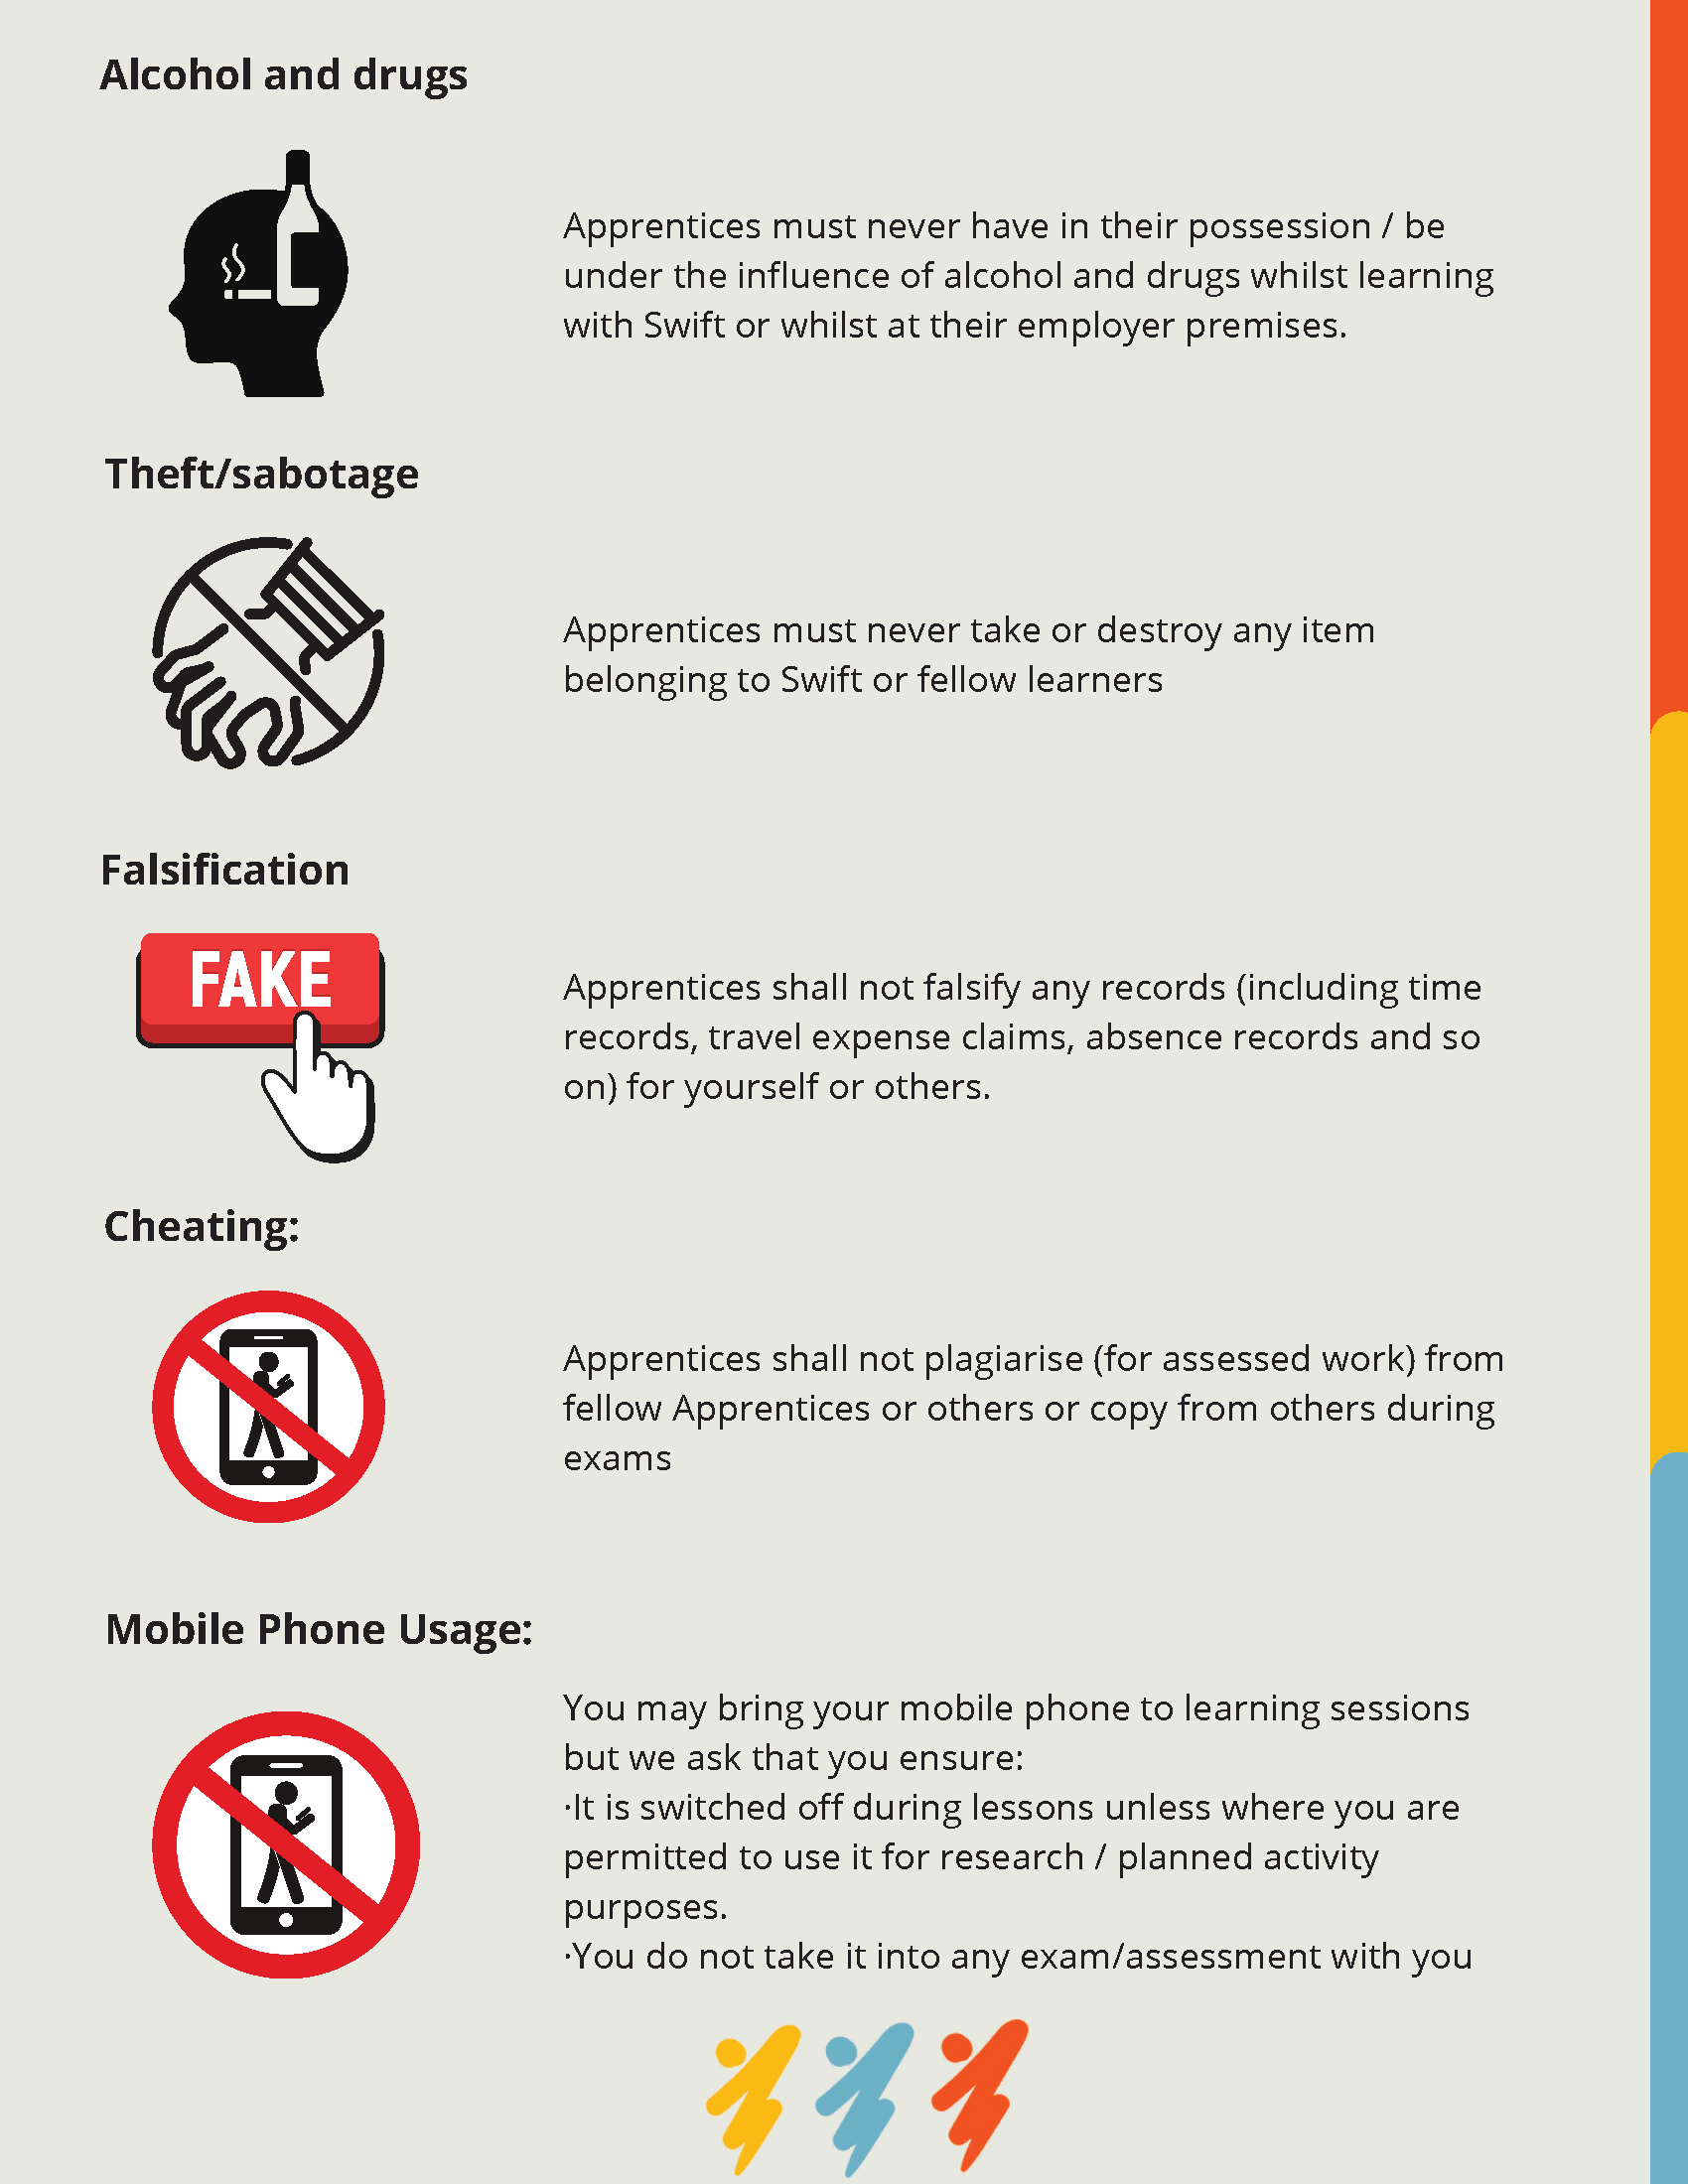 Alcohol and drugs
Apprentices must never have in their possession / be
under the influence of alcohol and drugs whilst learning
with Swift or whilst at their employer premises.
Theft/sabotage
Apprentices must never take or destroy any item
belonging to Swift or fellow learners
Falsification
FAKE
Apprentices shall not falsify any records (including time
records, travel expense claims, absence records and so
on) for yourself or others.
Cheating:
Apprentices shall not plagiarise (for assessed work) from
fellow Apprentices or others or copy from others during
exams
Mobile Phone Usage:
You may bring your mobile phone to learning sessions
but we ask that you ensure:
·It is switched off during lessons unless where you are
permitted to use it for research / planned activity
purposes.
·You do not take it into any exam/assessment with you